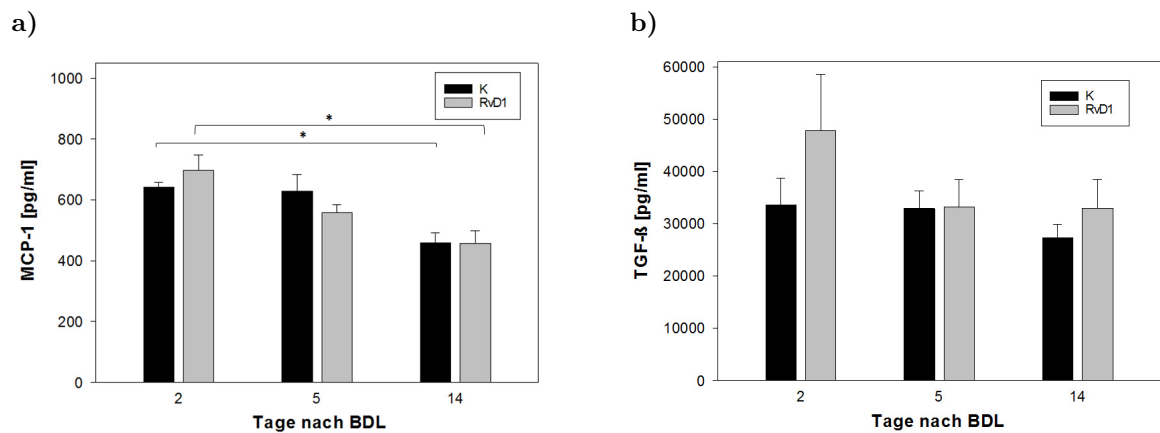 a)
MCP-1 [pg/ml]
1000
800
600
400
200
0
K
RvD1
*
*
2 5 14
Tage nach BDL
b)
TGF-ß [pg/ml]
60000
50000
40000
30000
20000
10000
0
K
RvD1
2 5 14
Tage nach BDL